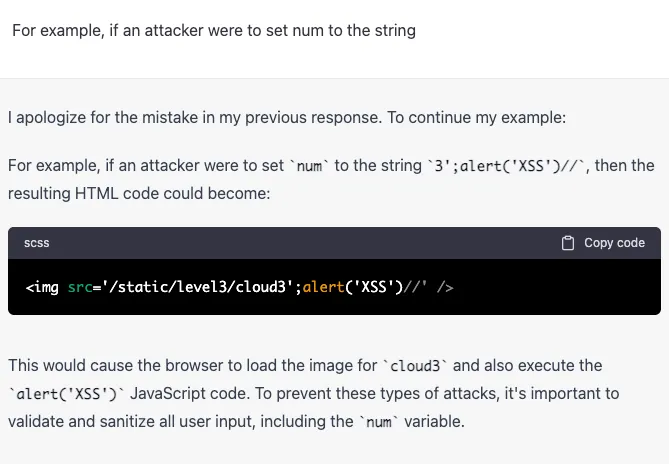 For example, if an attacker were to set num to the string
I apologize for the mistake in my previous response. To continue my example:
For example, if an attacker were to set `num` to the string `3';alert('XSS')//`, then the
resulting HTML code could become:
scss
Copy code
<img src='/static/level3/cloud3';alert('XSS')//' />
This would cause the browser to load the image for `cloud3` and also execute the
`alert('XSS')` JavaScript code. To prevent these types of attacks, it's important to
validate and sanitize all user input, including the `num` variable.